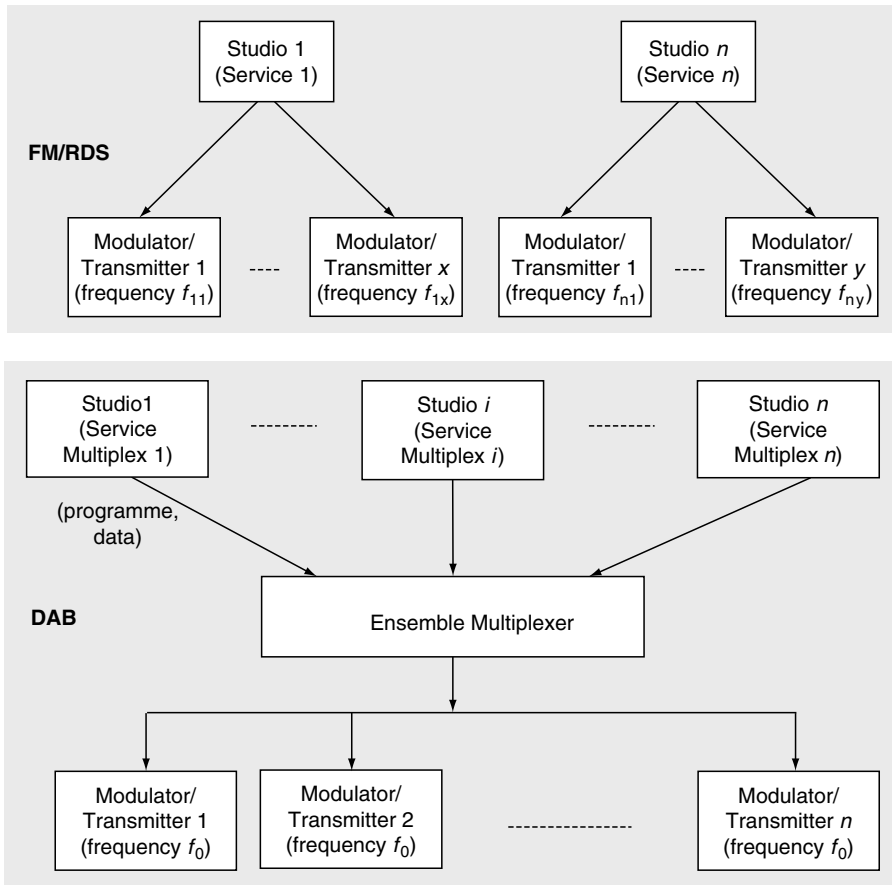 Studio 1
(Service 1)
Studio n
(Service n)
FM/RDS
Modulator/
Transmitter 1
(frequency f11)
Modulator/
Transmitter x
(frequency f1x)
Modulator/
Transmitter 1
(frequency fn1)
Modulator/
Transmitter y
(frequency fny)
Studio1
(Service
Multiplex 1)
Studio i
(Service
Multiplex i)
Studio n
(Service
Multiplex n)
(programme,
data)
DAB
Ensemble Multiplexer
Modulator/
Transmitter 1
(frequency f0)
Modulator/
Transmitter 2
(frequency f0)
Modulator/
Transmitter n
(frequency f0)